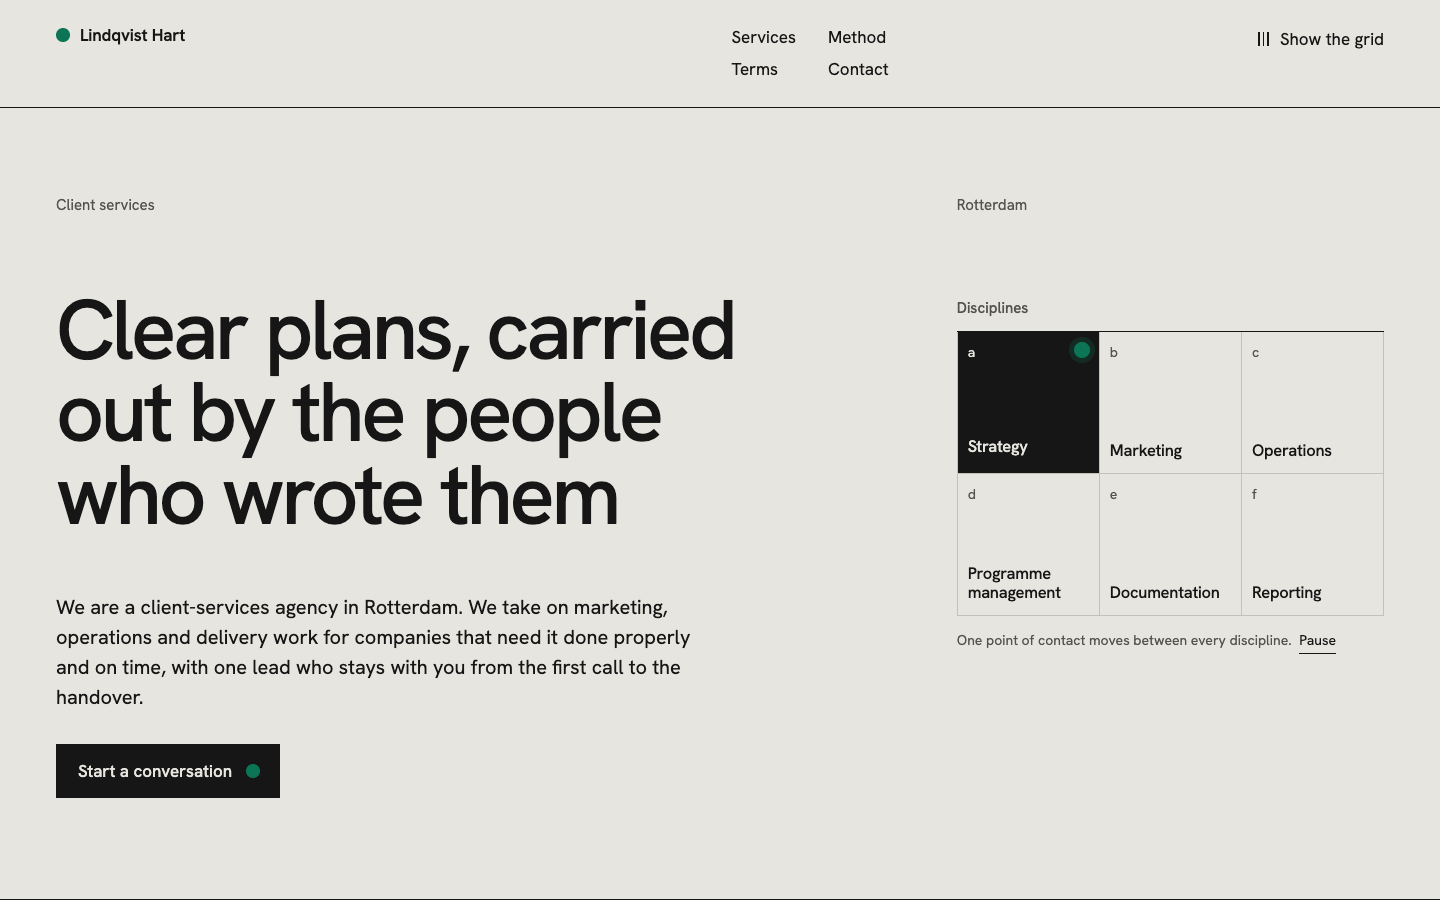 Lindqvist Hart
Services Method
Terms Contact
Show the grid
Client services
Rotterdam
Clear plans, carried
out by the people
who wrote them
We are a client-services agency in Rotterdam. We take on marketing,
operations and delivery work for companies that need it done properly
and on time, with one lead who stays with you from the first call to the
handover.
Start a conversation
Disciplines
a
Strategy
b
Marketing
c
Operations
d
Programme
management
e
Documentation
f
Reporting
One point of contact moves between every discipline. Pause